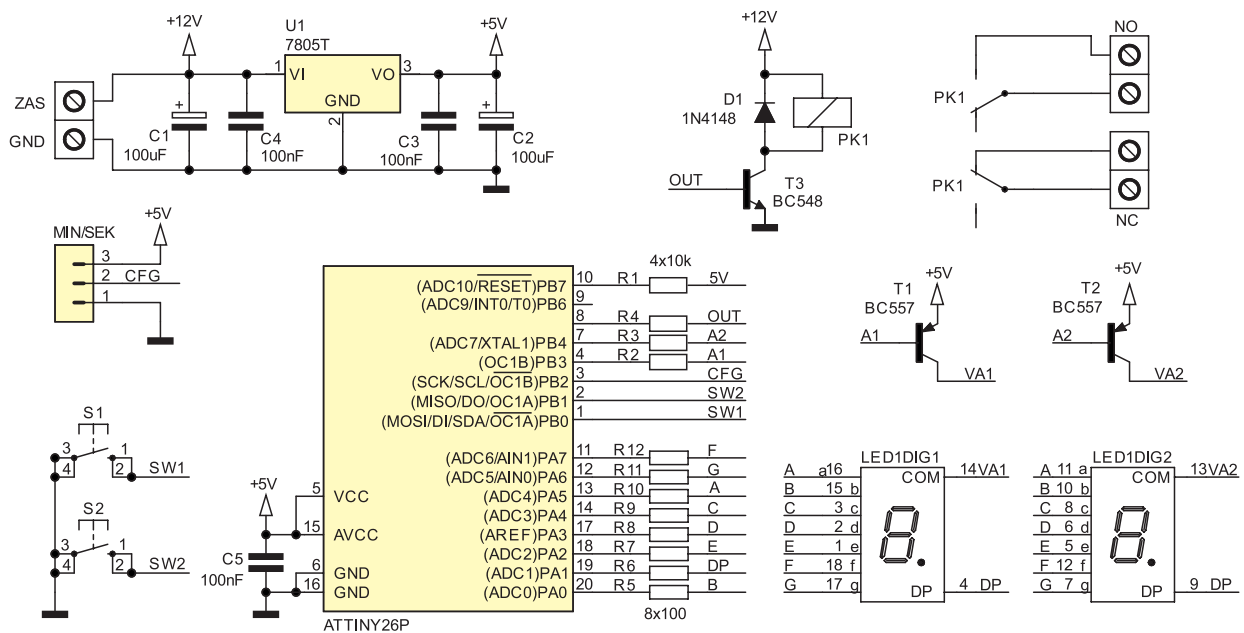 +12V
U1
7805T
+5V
1
VI
VO
3
GND
2
ZAS
GND
+
C1
100uF
C4
100nF
C3
100nF
+
C2
100uF
+12V
D1
1N4148
PK1
OUT
T3
BC548
NO
PK1
PK1
NC
MIN/SEK
+5V
3
2
CFG
1
4x10k
(ADC10/RESET)PB7 10 R1 5V
(ADC9/INT0/T0)PB6 9
8 R4 OUT
(ADC7/XTAL1)PB4 7 R3 A2
(OC1B)PB3 4 R2 A1
(SCK/SCL/OC1B)PB2 3 CFG
(MISO/DO/OC1A)PB1 2 SW2
(MOSI/DI/SDA/OC1A)PB0 1 SW1
(ADC6/AIN1)PA7 11 R12 F
(ADC5/AIN0)PA6 12 R11 G
(ADC4)PA5 13 R10 A
(ADC3)PA4 14 R9 C
(AREF)PA3 17 R8 D
(ADC2)PA2 18 R7 E
(ADC1)PA1 19 R6 DP
(ADC0)PA0 20 R5 B
8x100
5 VCC
15 AVCC
6 GND
16 GND
ATTINY26P
+5V
C5
100nF
S1
3 1
4 2 SW1
S2
3 1
4 2 SW2
+5V
T1
BC557
A1
VA1
+5V
T2
BC557
A2
VA2
LED1DIG1
A a16 COM 14 VA1
B 15 b
C 3 c
D 2 d
E 1 e
F 18 f
G 17 g DP 4 DP
LED1DIG2
A 11 a COM 13 VA2
B 10 b
C 8 c
D 6 d
E 5 e
F 12 f
G 7 g DP 9 DP